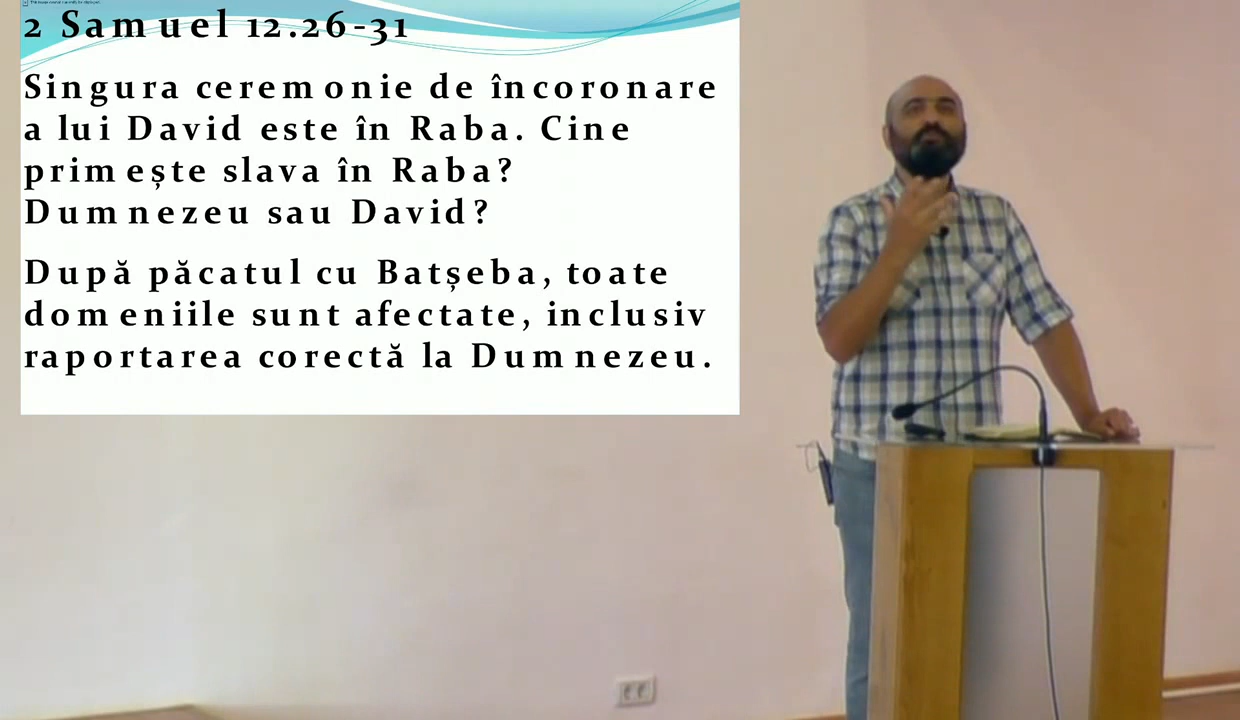 2 Samuel 12.26-31
Singura ceremonie de încoronare
a lui David este în Raba. Cine
primește slava în Raba?
Dumnezeu sau David?
După păcatul cu Batșeba, toate
domeniile sunt afectate, inclusiv
raportarea corectă la Dumnezeu.